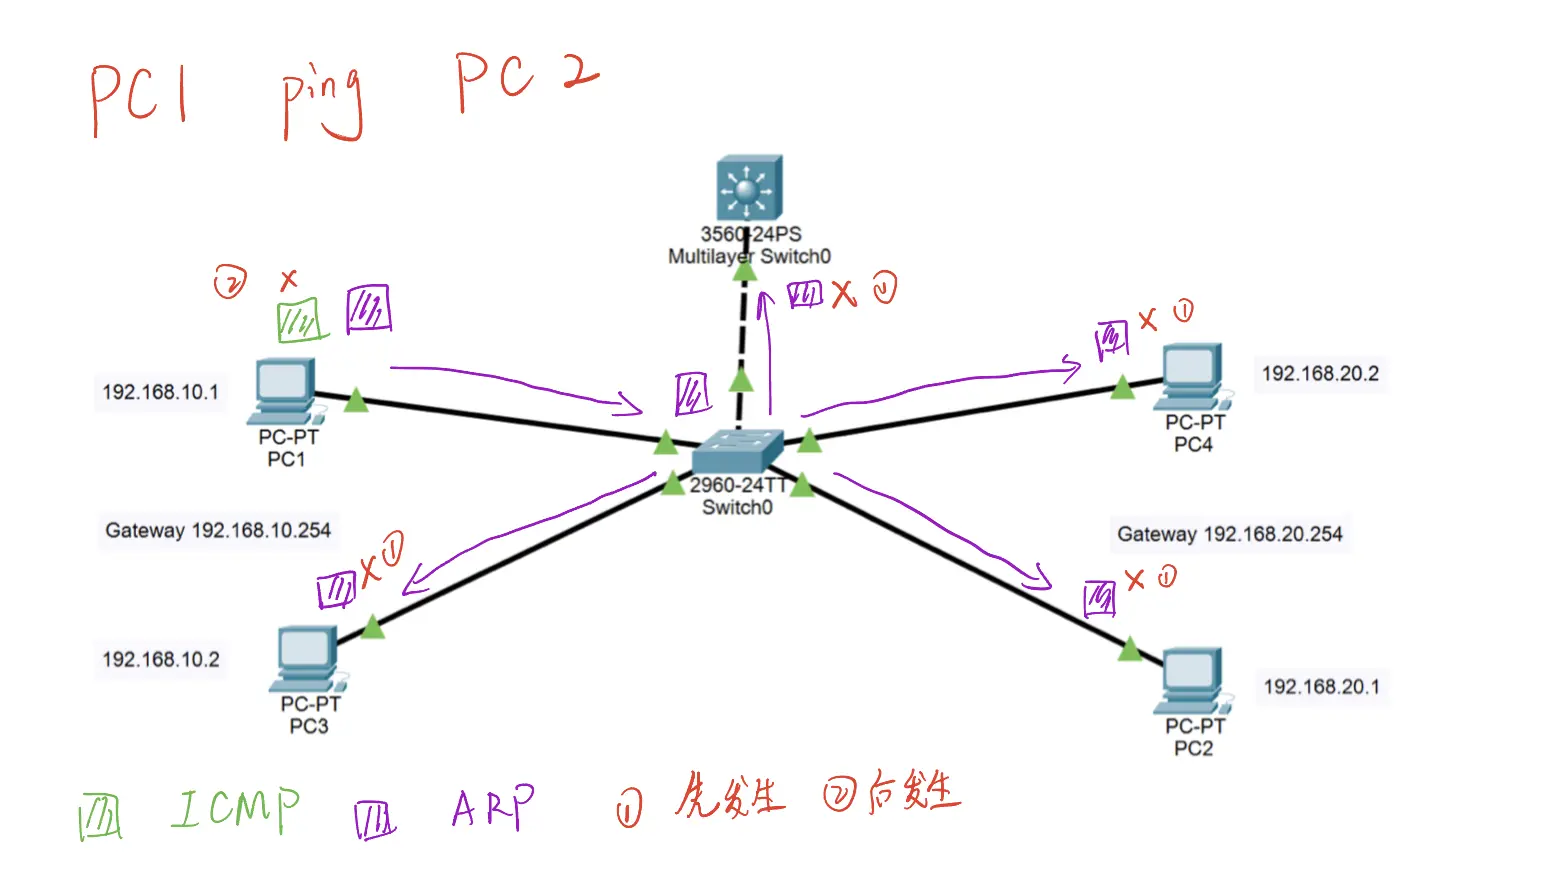 PC1 ping PC2
3560-24PS
Multilayer Switch0
② ×
× ①
× ①
192.168.10.1
PC-PT
PC1
192.168.20.2
PC-PT
PC4
2960-24TT
Switch0
Gateway 192.168.10.254
Gateway 192.168.20.254
× ①
× ①
192.168.10.2
PC-PT
PC3
192.168.20.1
PC-PT
PC2
ICMP ARP ① 先发生 ② 后发生